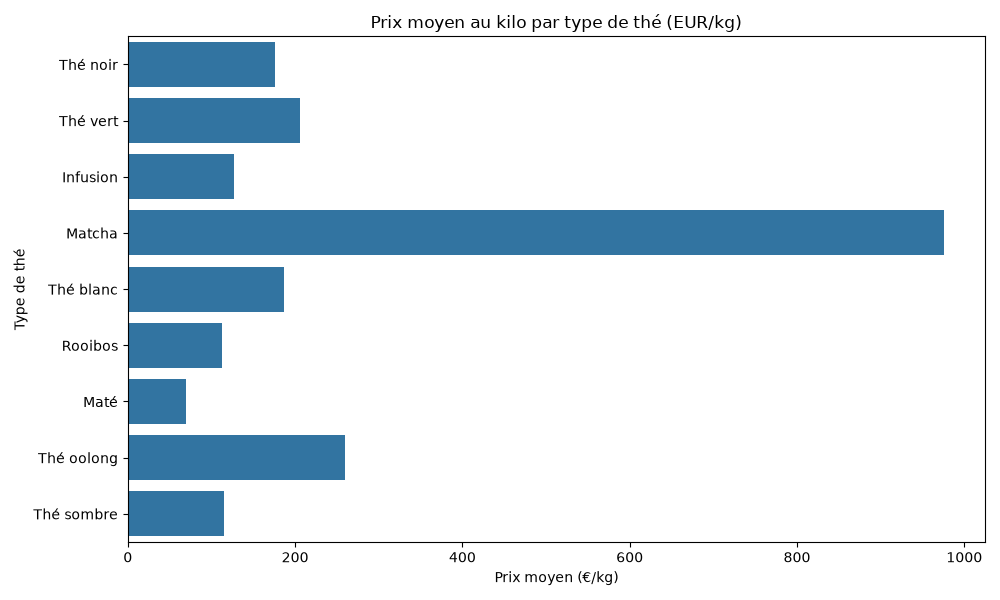 Prix moyen au kilo par type de thé (EUR/kg)
Type de thé
Thé noir
Thé vert
Infusion
Matcha
Thé blanc
Rooibos
Maté
Thé oolong
Thé sombre
0 200 400 600 800 1000
Prix moyen (€/kg)